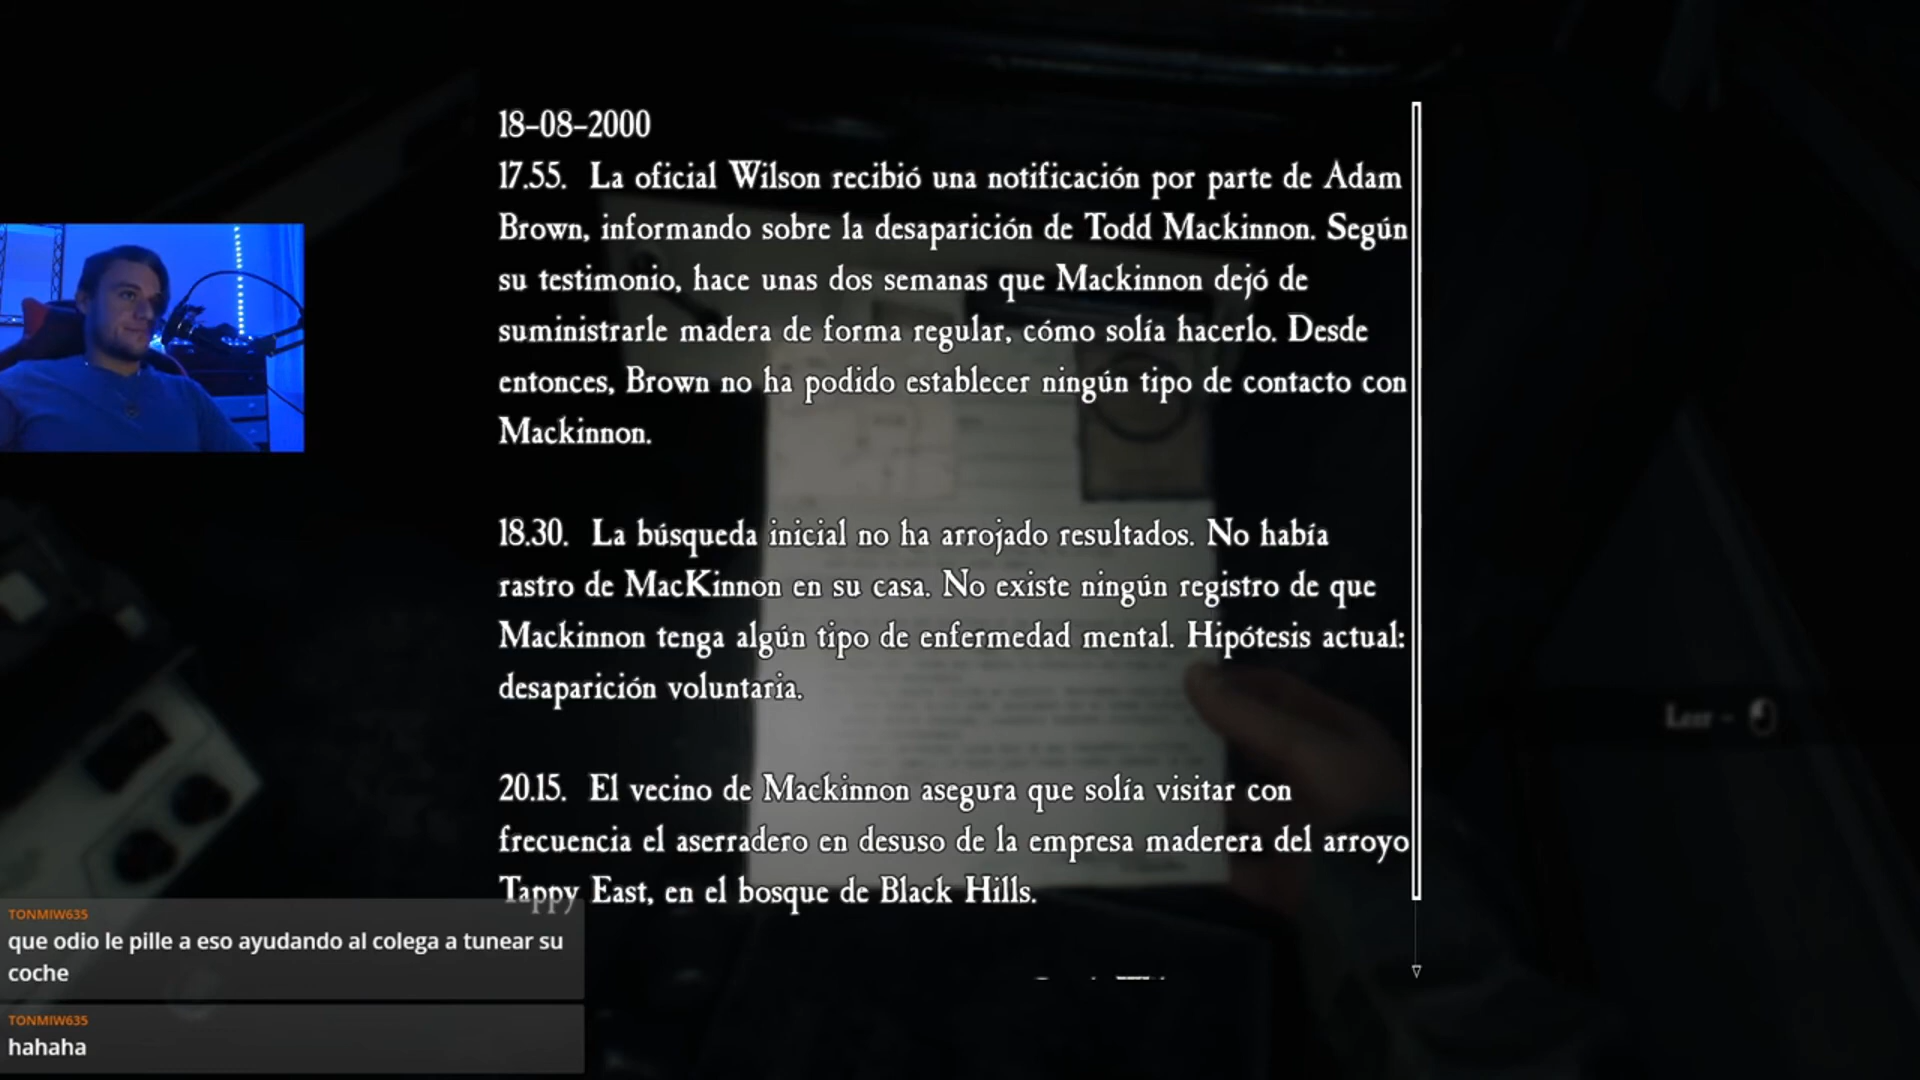 18-08-2000
17.55. La oficial Wilson recibió una notificación por parte de Adam
Brown, informando sobre la desaparición de Todd Mackinnon. Según
su testimonio, hace unas dos semanas que Mackinnon dejó de
suministrarle madera de forma regular, cómo solía hacerlo. Desde
entonces, Brown no ha podido establecer ningún tipo de contacto con
Mackinnon.
18.30. La búsqueda inicial no ha arrojado resultados. No había
rastro de MacKinnon en su casa. No existe ningún registro de que
Mackinnon tenga algún tipo de enfermedad mental. Hipótesis actual:
desaparición voluntaria.
20.15. El vecino de Mackinnon asegura que solía visitar con
frecuencia el aserradero en desuso de la empresa maderera del arroyo
Tappy East, en el bosque de Black Hills.
Leer -
TONMIW635
que odio le pille a eso ayudando al colega a tunear su
coche
TONMIW635
hahaha